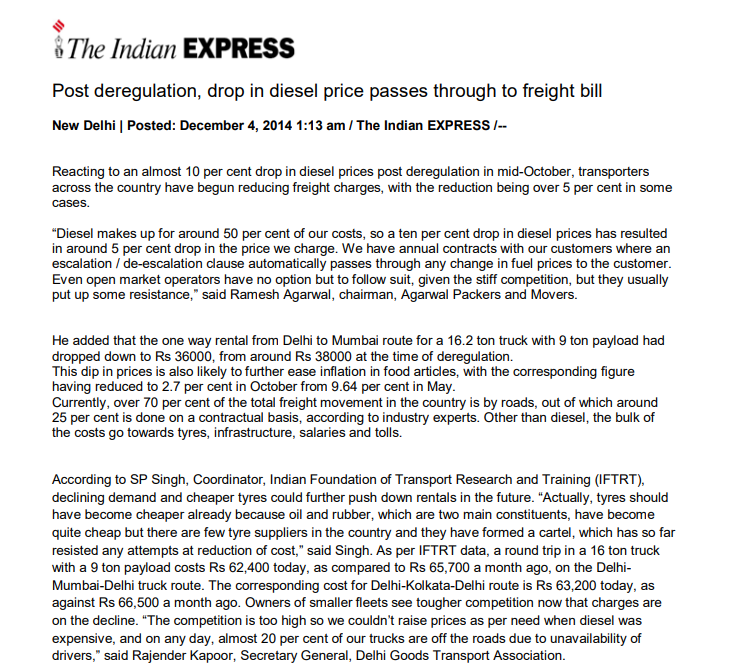 The Indian EXPRESS
Post deregulation, drop in diesel price passes through to freight bill
New Delhi | Posted: December 4, 2014 1:13 am / The Indian EXPRESS /--
Reacting to an almost 10 per cent drop in diesel prices post deregulation in mid-October, transporters
across the country have begun reducing freight charges, with the reduction being over 5 per cent in some
cases.
“Diesel makes up for around 50 per cent of our costs, so a ten per cent drop in diesel prices has resulted
in around 5 per cent drop in the price we charge. We have annual contracts with our customers where an
escalation / de-escalation clause automatically passes through any change in fuel prices to the customer.
Even open market operators have no option but to follow suit, given the stiff competition, but they usually
put up some resistance,” said Ramesh Agarwal, chairman, Agarwal Packers and Movers.
He added that the one way rental from Delhi to Mumbai route for a 16.2 ton truck with 9 ton payload had
dropped down to Rs 36000, from around Rs 38000 at the time of deregulation.
This dip in prices is also likely to further ease inflation in food articles, with the corresponding figure
having reduced to 2.7 per cent in October from 9.64 per cent in May.
Currently, over 70 per cent of the total freight movement in the country is by roads, out of which around
25 per cent is done on a contractual basis, according to industry experts. Other than diesel, the bulk of
the costs go towards tyres, infrastructure, salaries and tolls.
According to SP Singh, Coordinator, Indian Foundation of Transport Research and Training (IFTRT),
declining demand and cheaper tyres could further push down rentals in the future. “Actually, tyres should
have become cheaper already because oil and rubber, which are two main constituents, have become
quite cheap but there are few tyre suppliers in the country and they have formed a cartel, which has so far
resisted any attempts at reduction of cost,” said Singh. As per IFTRT data, a round trip in a 16 ton truck
with a 9 ton payload costs Rs 62,400 today, as compared to Rs 65,700 a month ago, on the Delhi-
Mumbai-Delhi truck route. The corresponding cost for Delhi-Kolkata-Delhi route is Rs 63,200 today, as
against Rs 66,500 a month ago. Owners of smaller fleets see tougher competition now that charges are
on the decline. “The competition is too high so we couldn’t raise prices as per need when diesel was
expensive, and on any day, almost 20 per cent of our trucks are off the roads due to unavailability of
drivers,” said Rajender Kapoor, Secretary General, Delhi Goods Transport Association.